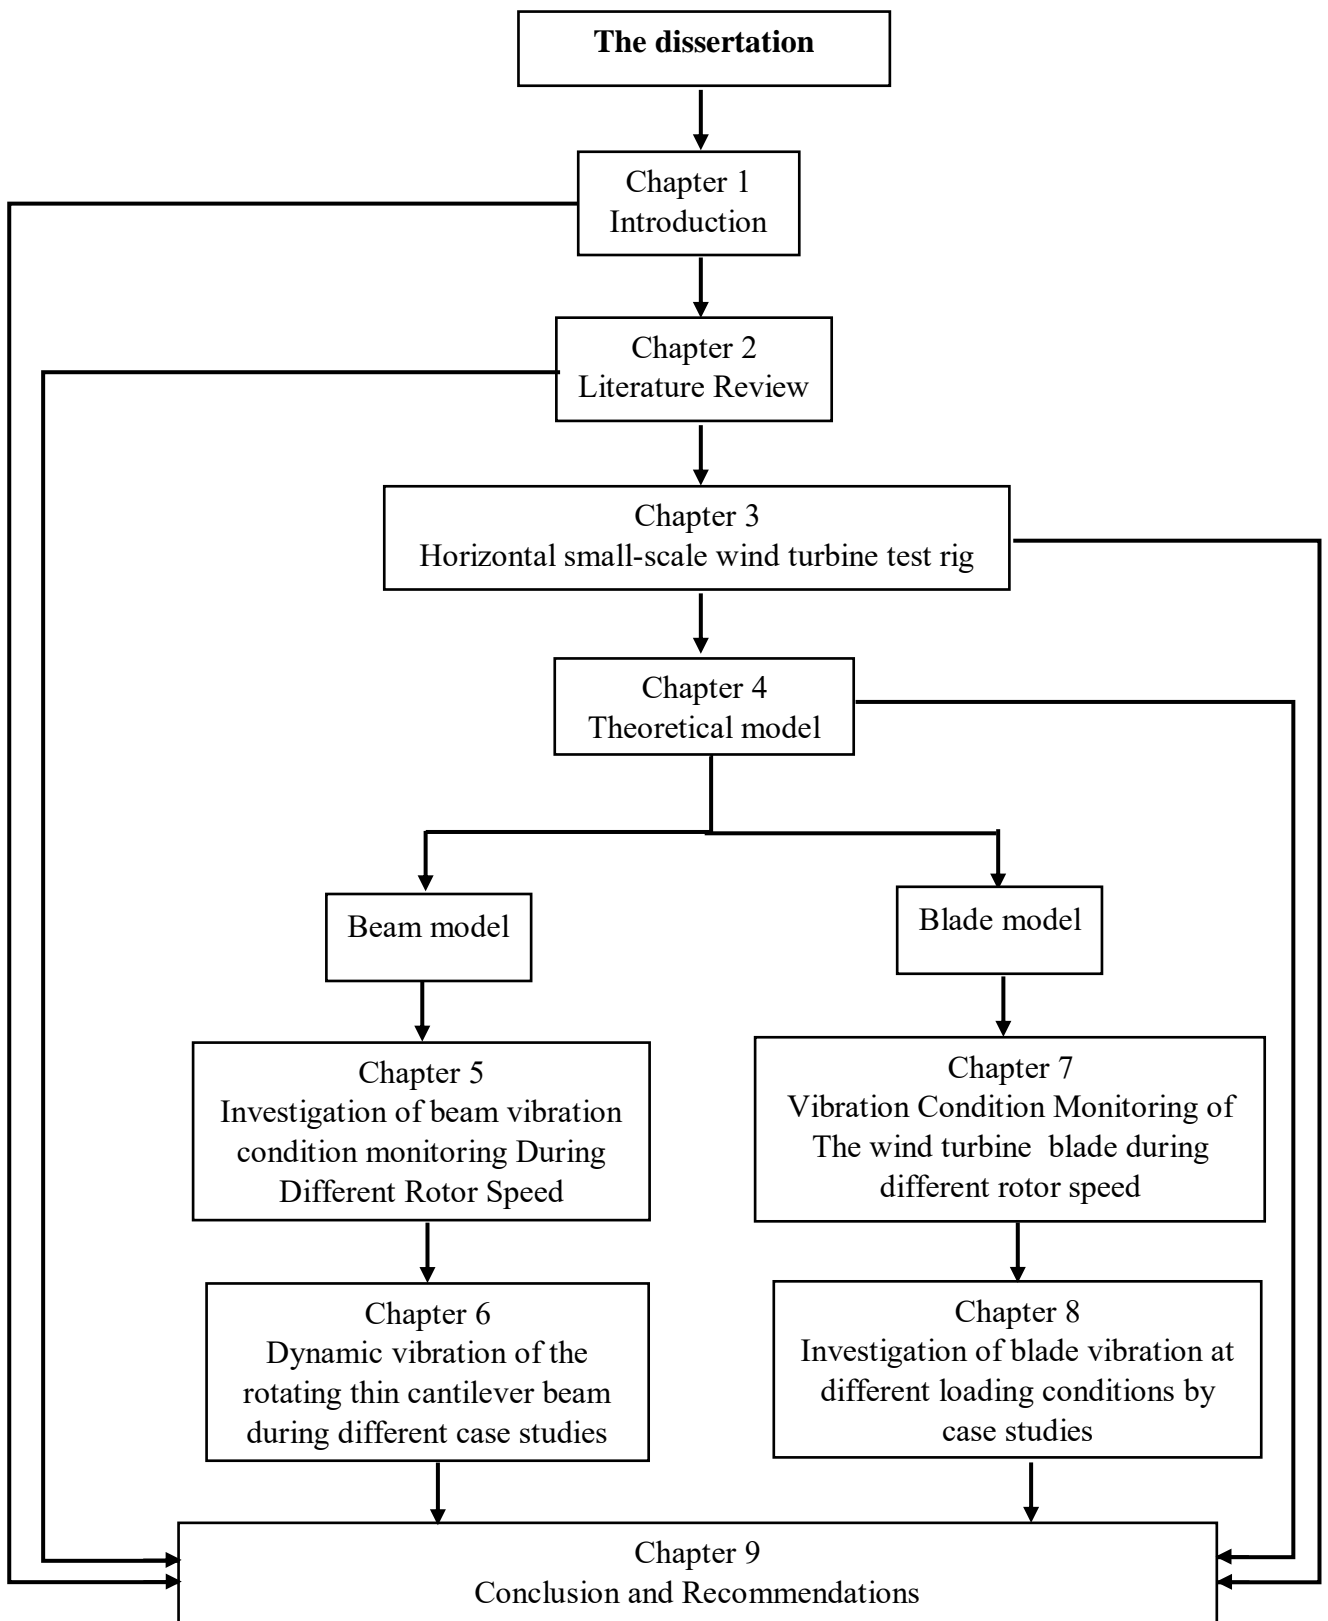 The dissertation
Chapter 1
Introduction
Chapter 2
Literature Review
Chapter 3
Horizontal small-scale wind turbine test rig
Chapter 4
Theoretical model
Beam model
Blade model
Chapter 5
Investigation of beam vibration
condition monitoring During
Different Rotor Speed
Chapter 7
Vibration Condition Monitoring of
The wind turbine  blade during
different rotor speed
Chapter 6
Dynamic vibration of the
rotating thin cantilever beam
during different case studies
Chapter 8
Investigation of blade vibration at
different loading conditions by
case studies
Chapter 9
Conclusion and Recommendations